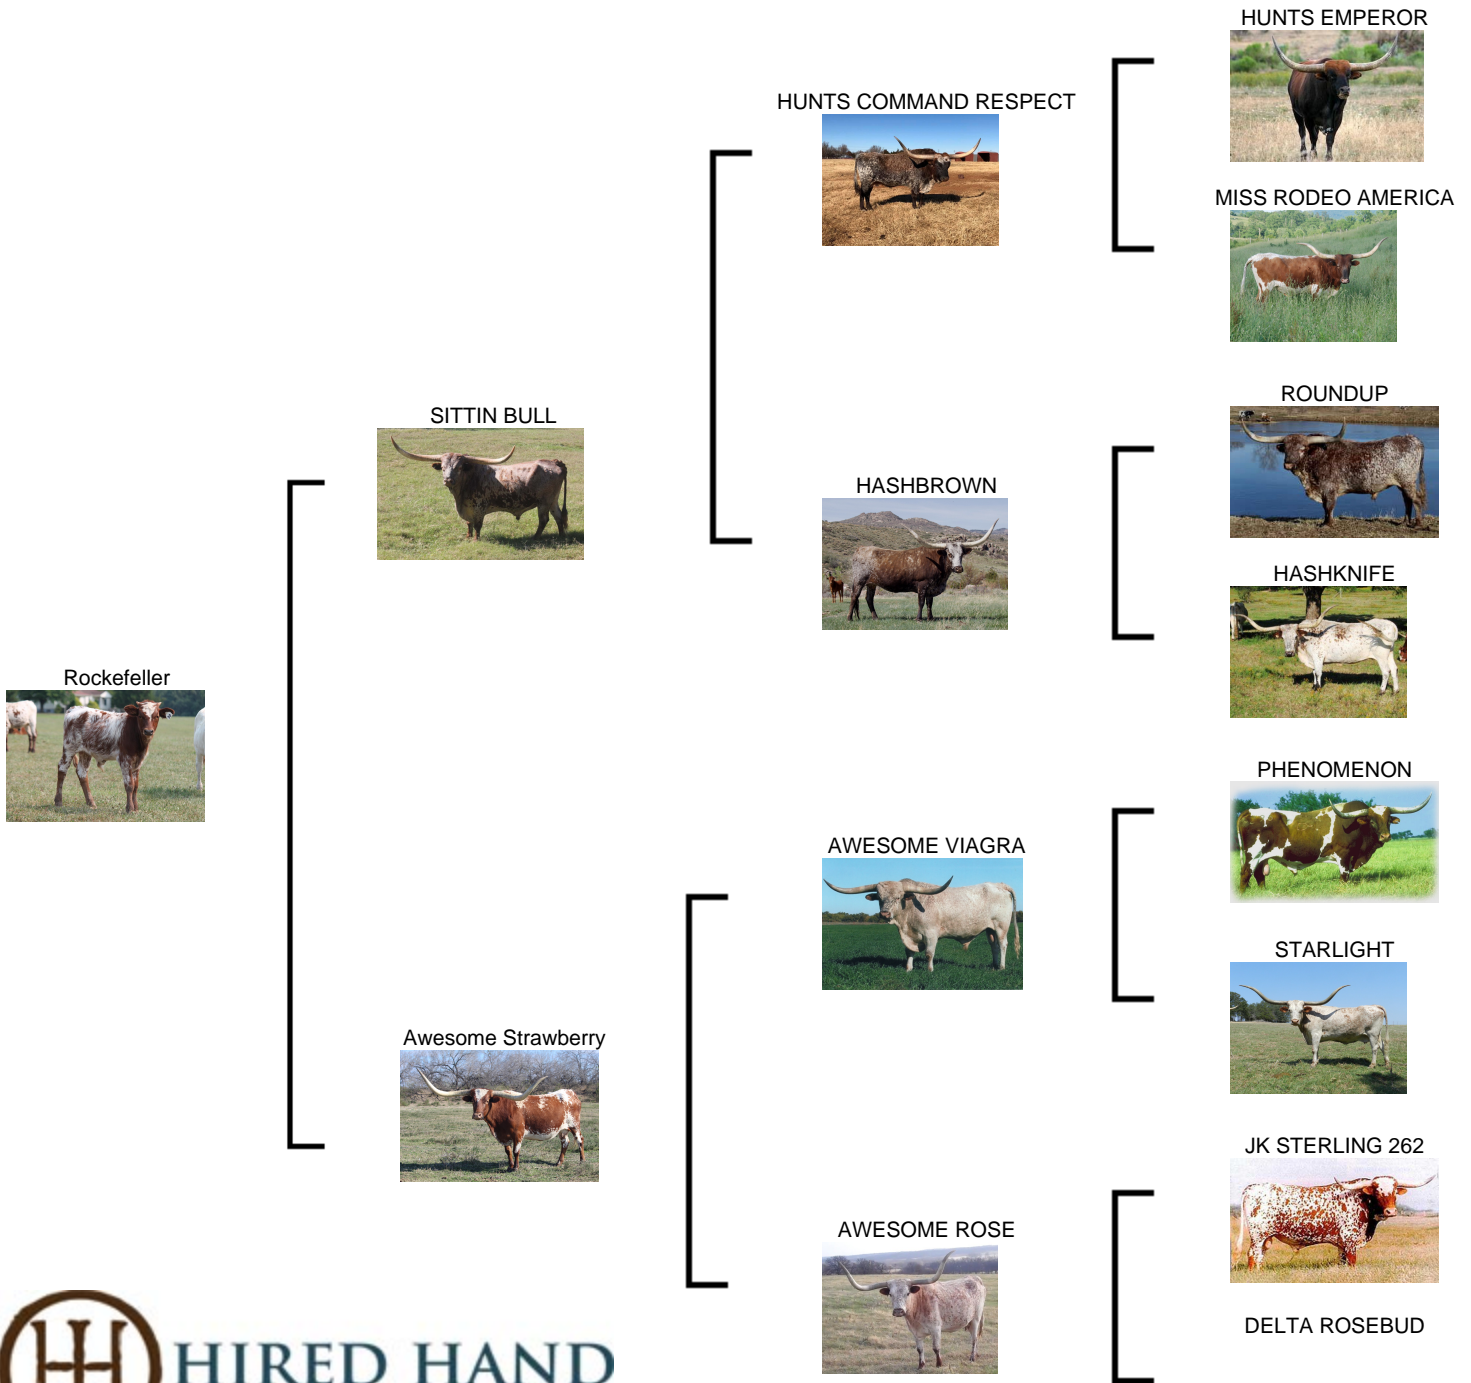 HUNTS EMPEROR
HUNTS COMMAND RESPECT
MISS RODEO AMERICA
ROUNDUP
SITTIN BULL
HASHBROWN
HASHKNIFE
Rockefeller
PHENOMENON
AWESOME VIAGRA
STARLIGHT
Awesome Strawberry
JK STERLING 262
AWESOME ROSE
DELTA ROSEBUD
HIRED HAND